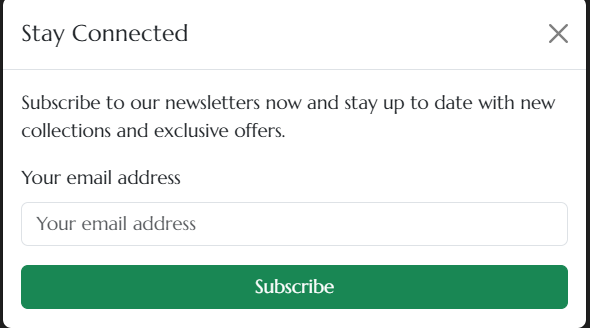 Stay Connected
Subscribe to our newsletters now and stay up to date with new
collections and exclusive offers.
Your email address
Your email address
Subscribe